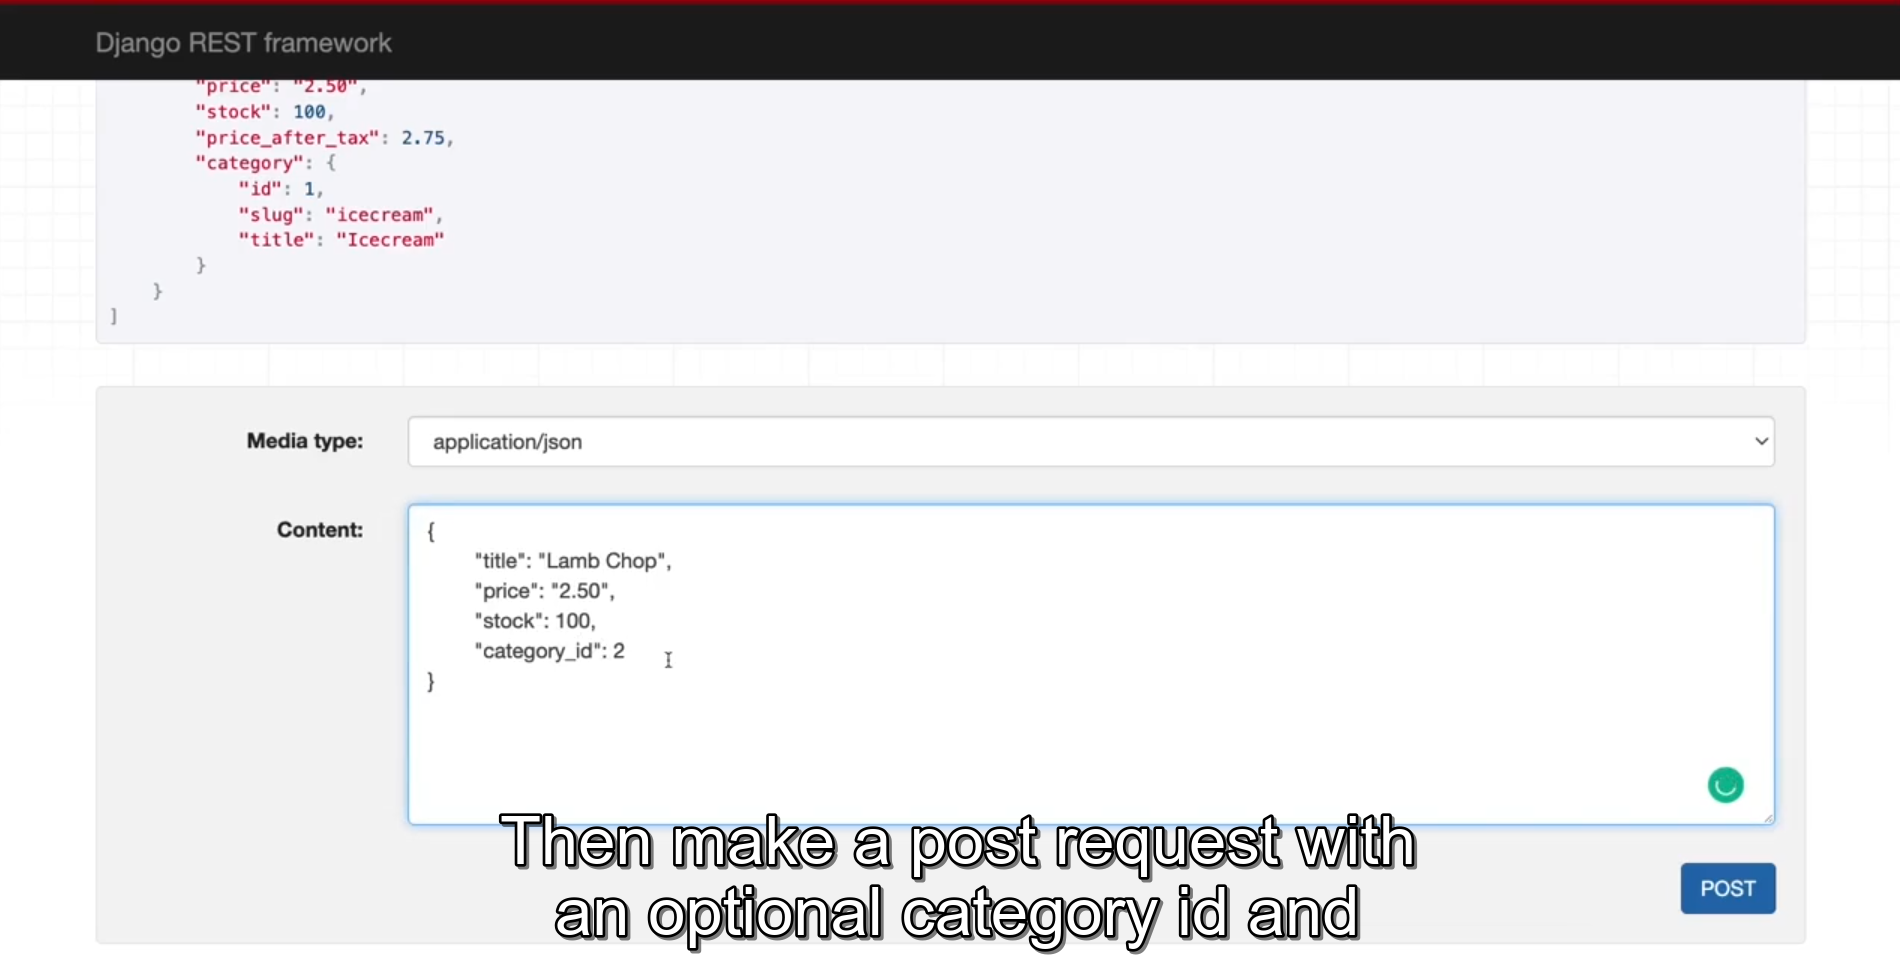 Django REST framework
"price": "2.50",
"stock": 100,
"price_after_tax": 2.75,
"category": {
"id": 1,
"slug": "icecream",
"title": "Icecream"
}
}
]
Media type:
application/json
Content:
{
"title": "Lamb Chop",
"price": "2.50",
"stock": 100,
"category_id": 2
}
Then make a post request with
an optional category id and
POST